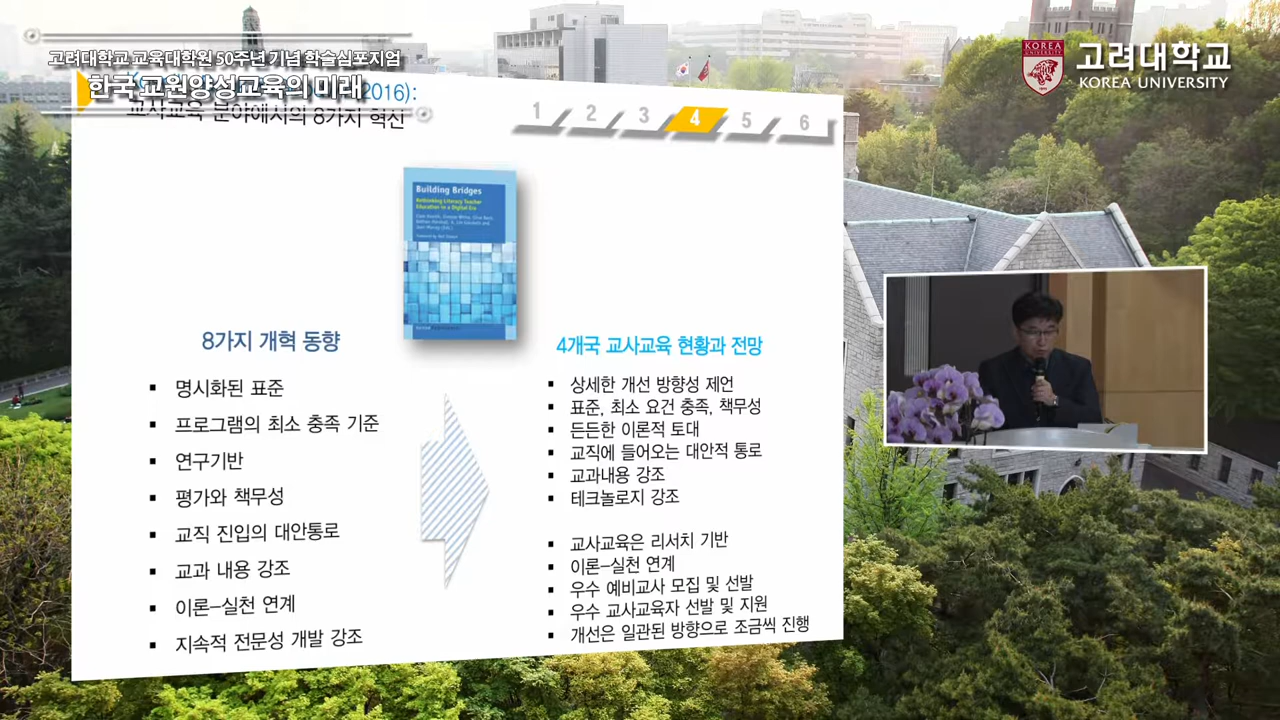 고려대학교 교육대학원 50주년 기념 학술심포지엄
한국 교원양성교육의 미래
2016):
교사교육 분야에서의 8가지 혁신
1 2 3 4 5 6
KOREA
고려대학교
KOREA UNIVERSITY
Building Bridges
Rethinking Literacy Teacher
Education in a Digital Era
8가지 개혁 동향
▪ 명시화된 표준
▪ 프로그램의 최소 충족 기준
▪ 연구기반
▪ 평가와 책무성
▪ 교직 진입의 대안통로
▪ 교과 내용 강조
▪ 이론-실천 연계
▪ 지속적 전문성 개발 강조
4개국 교사교육 현황과 전망
▪ 상세한 개선 방향성 제언
▪ 표준, 최소 요건 충족, 책무성
▪ 든든한 이론적 토대
▪ 교직에 들어오는 대안적 통로
▪ 교과내용 강조
▪ 테크놀로지 강조
▪ 교사교육은 리서치 기반
▪ 이론-실천 연계
▪ 우수 예비교사 모집 및 선발
▪ 우수 교사교육자 선발 및 지원
▪ 개선은 일관된 방향으로 조금씩 진행